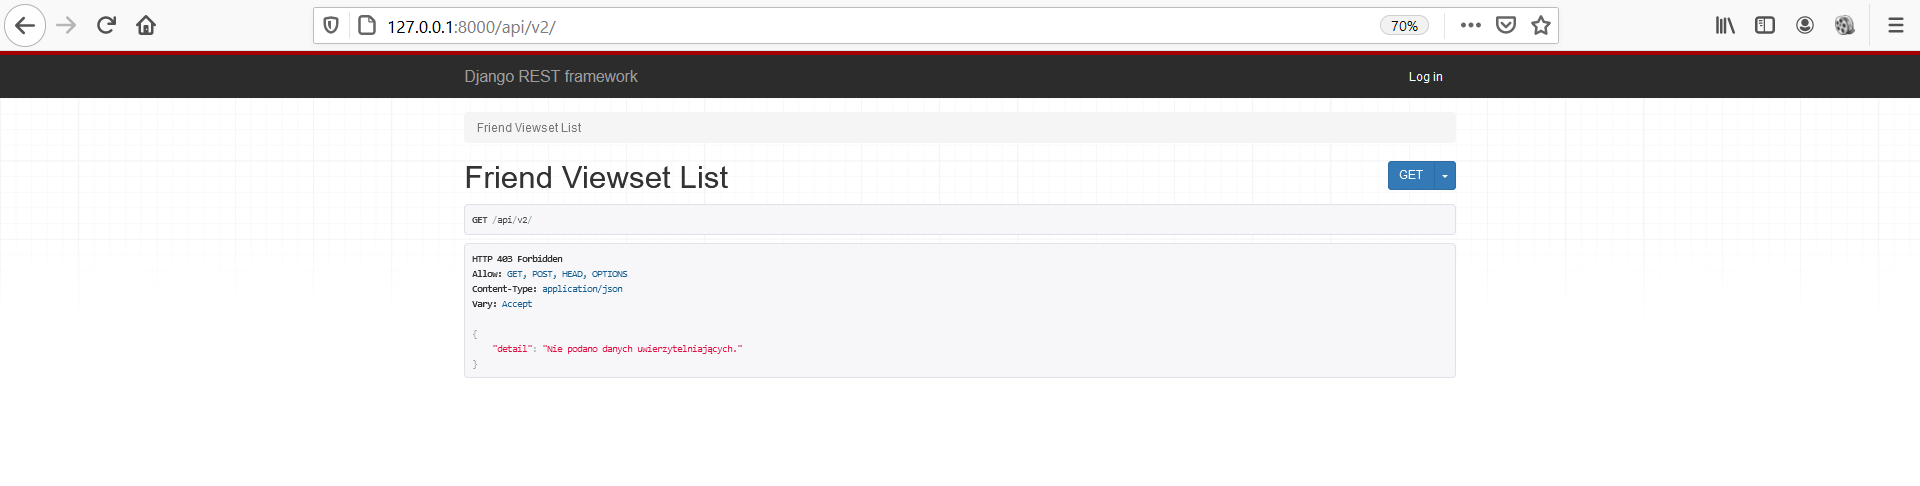 127.0.0.1:8000/api/v2/
70%
Django REST framework
Log in
Friend Viewset List
Friend Viewset List
GET
GET /api/v2/
HTTP 403 Forbidden
Allow: GET, POST, HEAD, OPTIONS
Content-Type: application/json
Vary: Accept
{
"detail": "Nie podano danych uwierzytelniających."
}